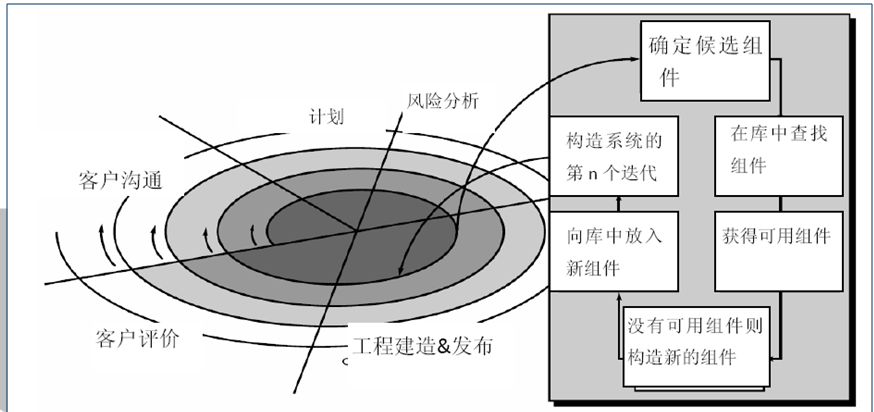 计划
风险分析
客户沟通
客户评价
工程建造&发布
确定候选组
件
在库中查找
组件
获得可用组件
没有可用组件则
构造新的组件
向库中放入
新组件
构造系统的
第 n 个迭代